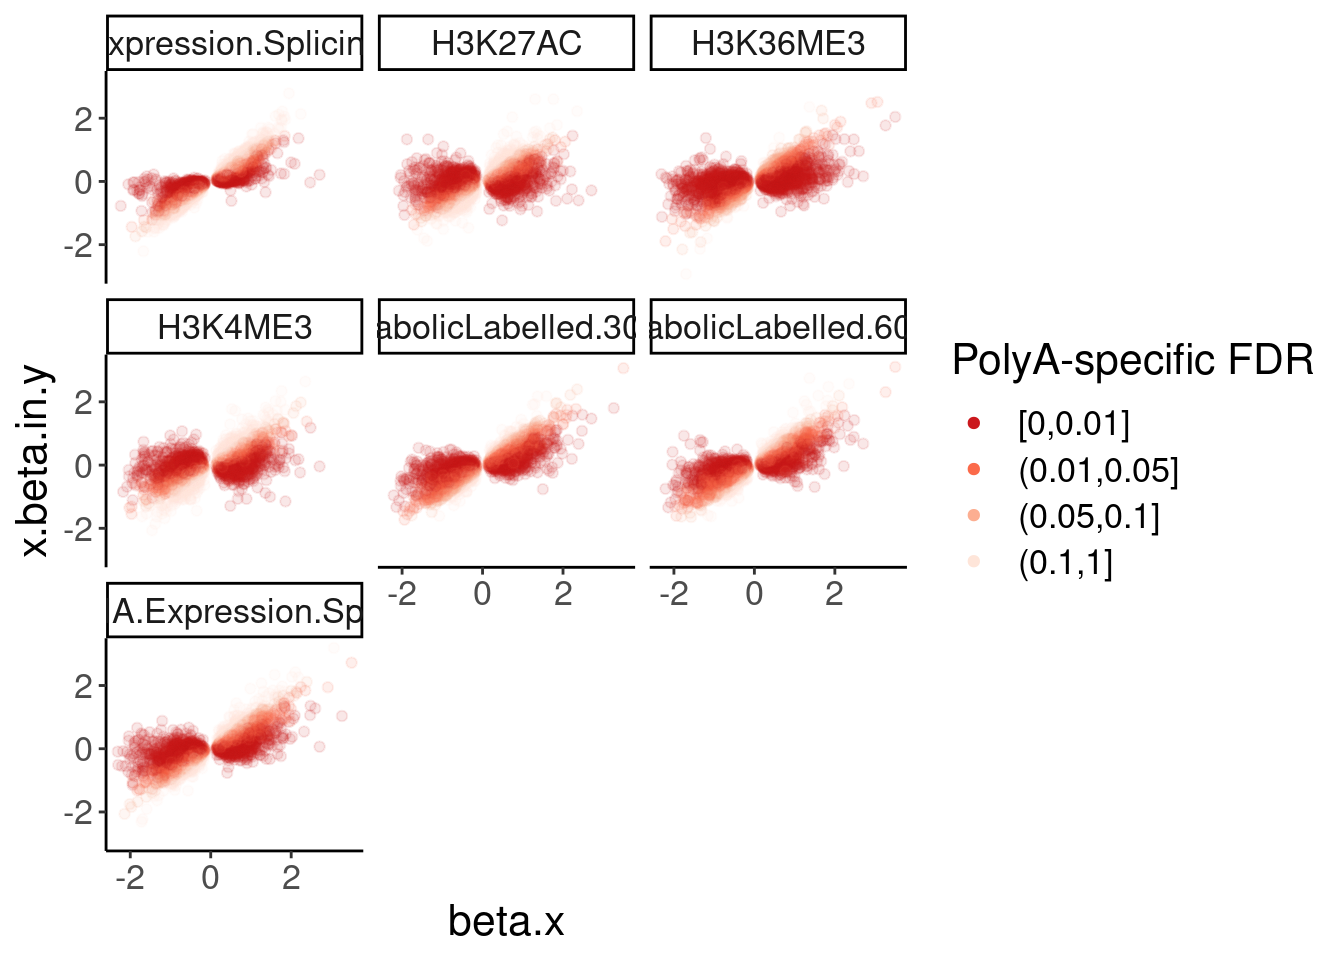 xpression.Splicin
H3K27AC
H3K36ME3
2
0
-2
H3K4ME3
abolicLabelled.30
abolicLabelled.60
2
0
-2
-2 0 2
-2 0 2
A.Expression.Sp
2
0
-2
-2 0 2
beta.x
x.beta.in.y
PolyA-specific FDR
[0,0.01]
(0.01,0.05]
(0.05,0.1]
(0.1,1]